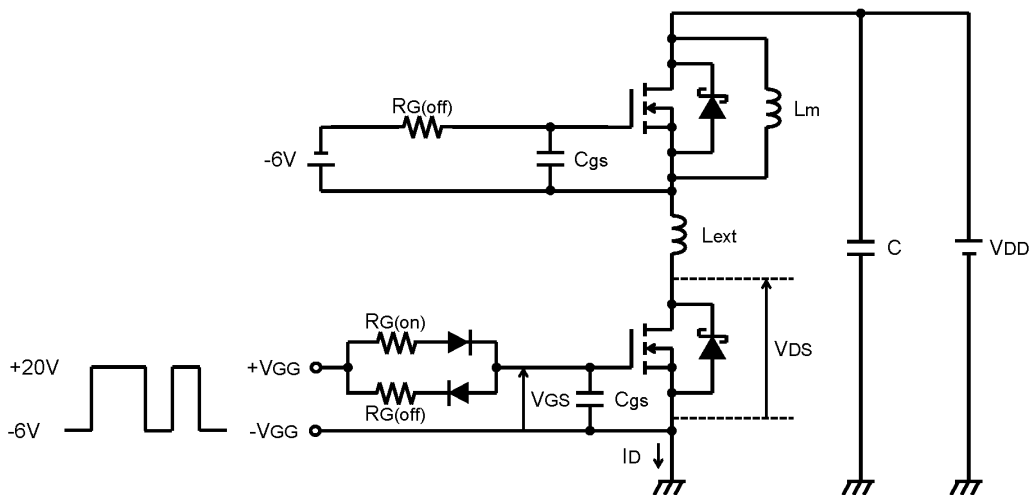 RG(off)
Lm
-6V
Cgs
Lext
C
VDD
RG(on)
VDS
+20V
+VGG
VGS
Cgs
RG(off)
-6V
-VGG
ID